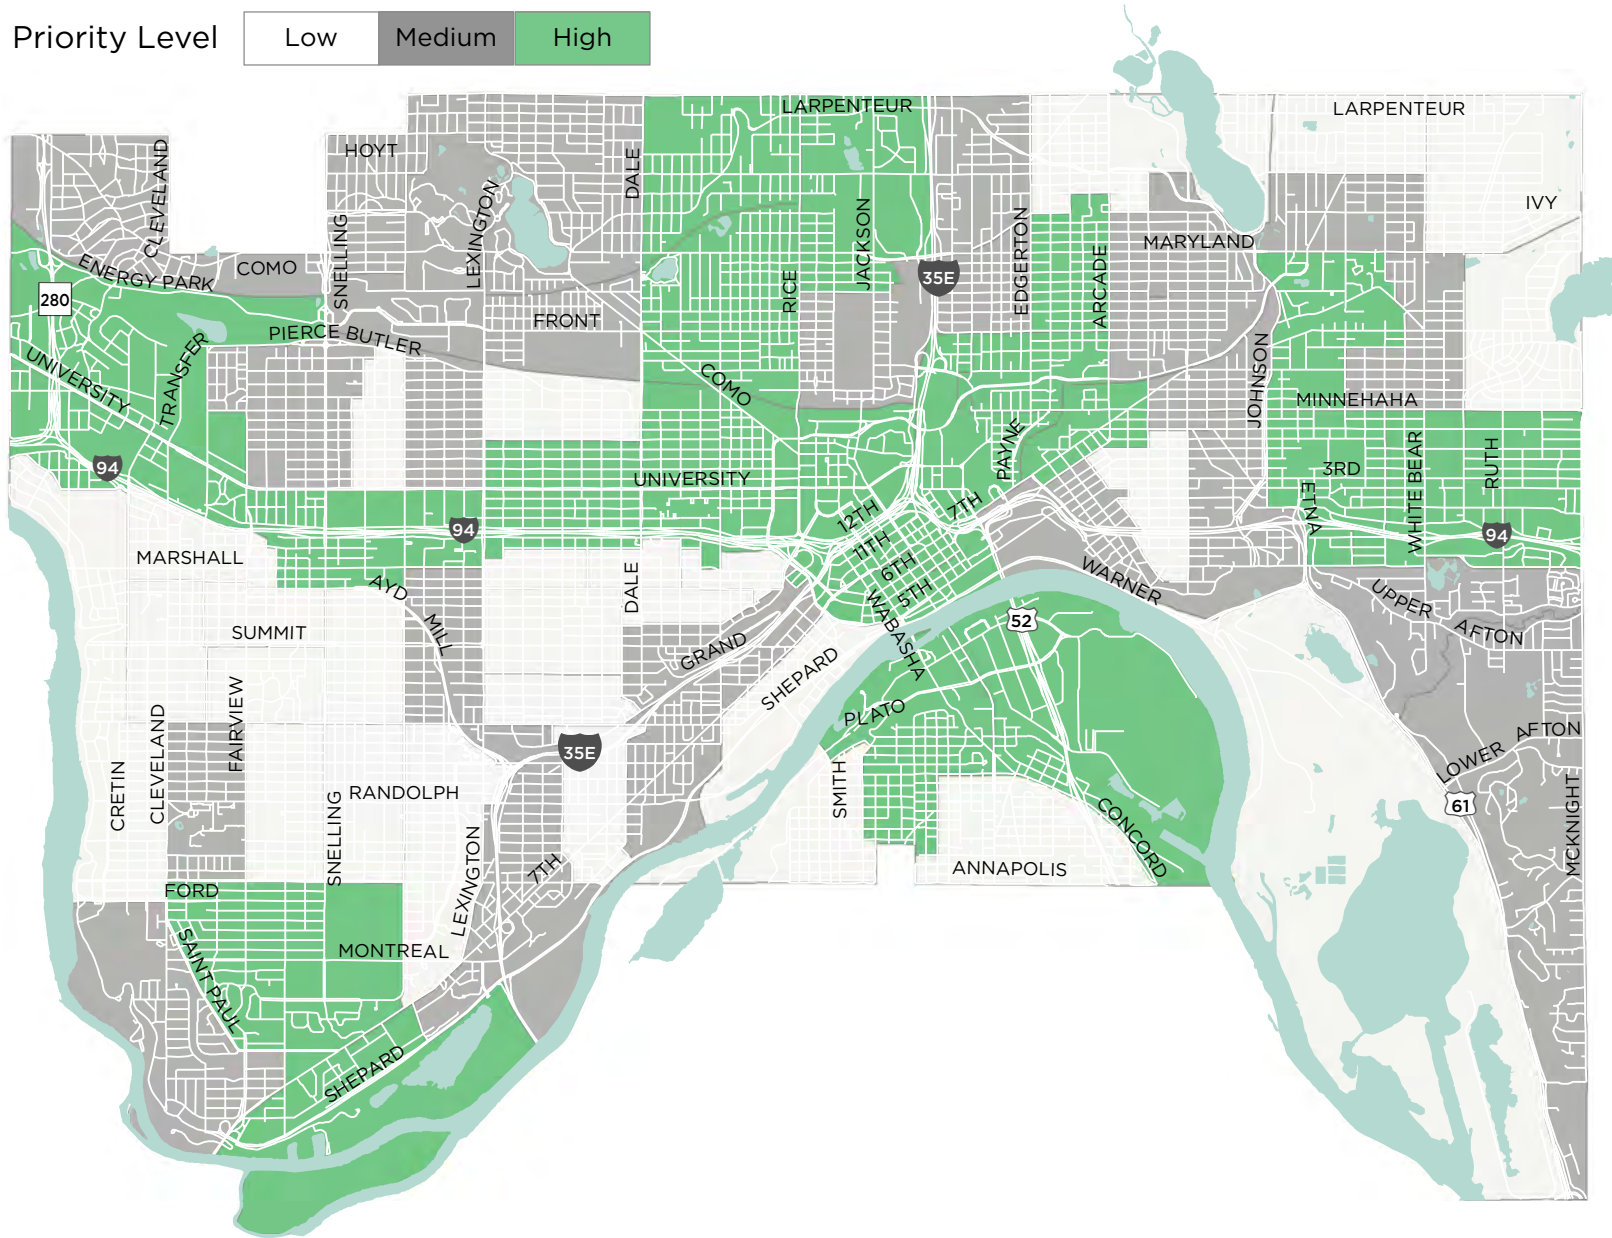 Priority Level
Low
Medium
High
LARPENTEUR
LARPENTEUR
HOYT
CLEVELAND
DALE
LEXINGTON
SNELLING
IVY
JACKSON
EDGERTON
MARYLAND
ARCADE
COMO
ENERGY PARK
280
35E
RICE
FRONT
PIERCE BUTLER
TRANSFER
UNIVERSITY
COMO
JOHNSON
MINNEHAHA
PAYNE
WHITE BEAR
RUTH
3RD
94
UNIVERSITY
ETNA
12TH
7TH
94
94
11TH
MARSHALL
6TH
5TH
AYD
MILL
DALE
WABASHA
WARNER
UPPER
AFTON
52
SUMMIT
GRAND
SHEPARD
PLATO
FAIRVIEW
CLEVELAND
CRETIN
AFTON
LOWER
35E
SMITH
RANDOLPH
SNELLING
61
MCKNIGHT
CONCORD
LEXINGTON
7TH
ANNAPOLIS
FORD
MONTREAL
SAINT PAUL
SHEPARD